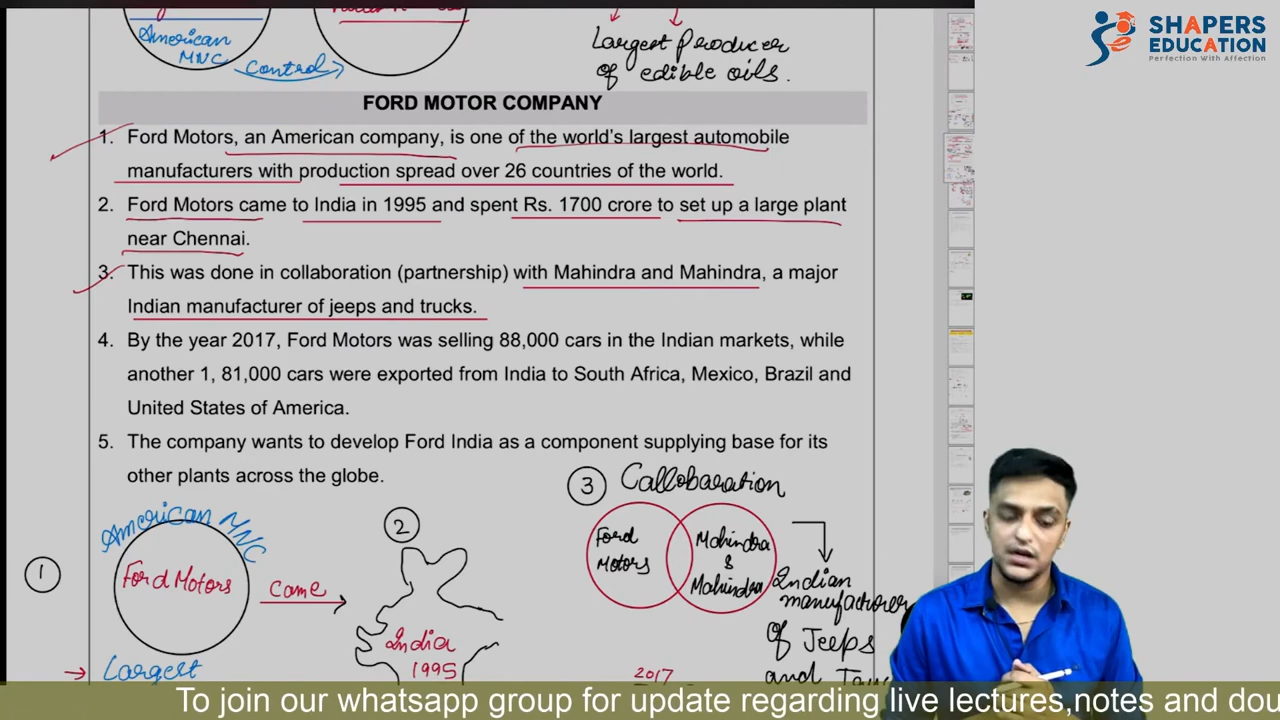 SHAPERS
EDUCATION
Perfection With Affection
American
MNC
Control
Largest Producer
of edible oils.
FORD MOTOR COMPANY
1. Ford Motors, an American company, is one of the world's largest automobile
manufacturers with production spread over 26 countries of the world.
2. Ford Motors came to India in 1995 and spent Rs. 1700 crore to set up a large plant
near Chennai.
3. This was done in collaboration (partnership) with Mahindra and Mahindra, a major
Indian manufacturer of jeeps and trucks.
4. By the year 2017, Ford Motors was selling 88,000 cars in the Indian markets, while
another 1, 81,000 cars were exported from India to South Africa, Mexico, Brazil and
United States of America.
5. The company wants to develop Ford India as a component supplying base for its
other plants across the globe.
1
American MNC
Ford Motors
Came
Largest
2
India
1995
3 Callobaration
Ford
Motors
Mahindra
&
Mahindra
Indian
manufacturer
of Jeeps
and
2017
To join our whatsapp group for update regarding live lectures,notes and dou